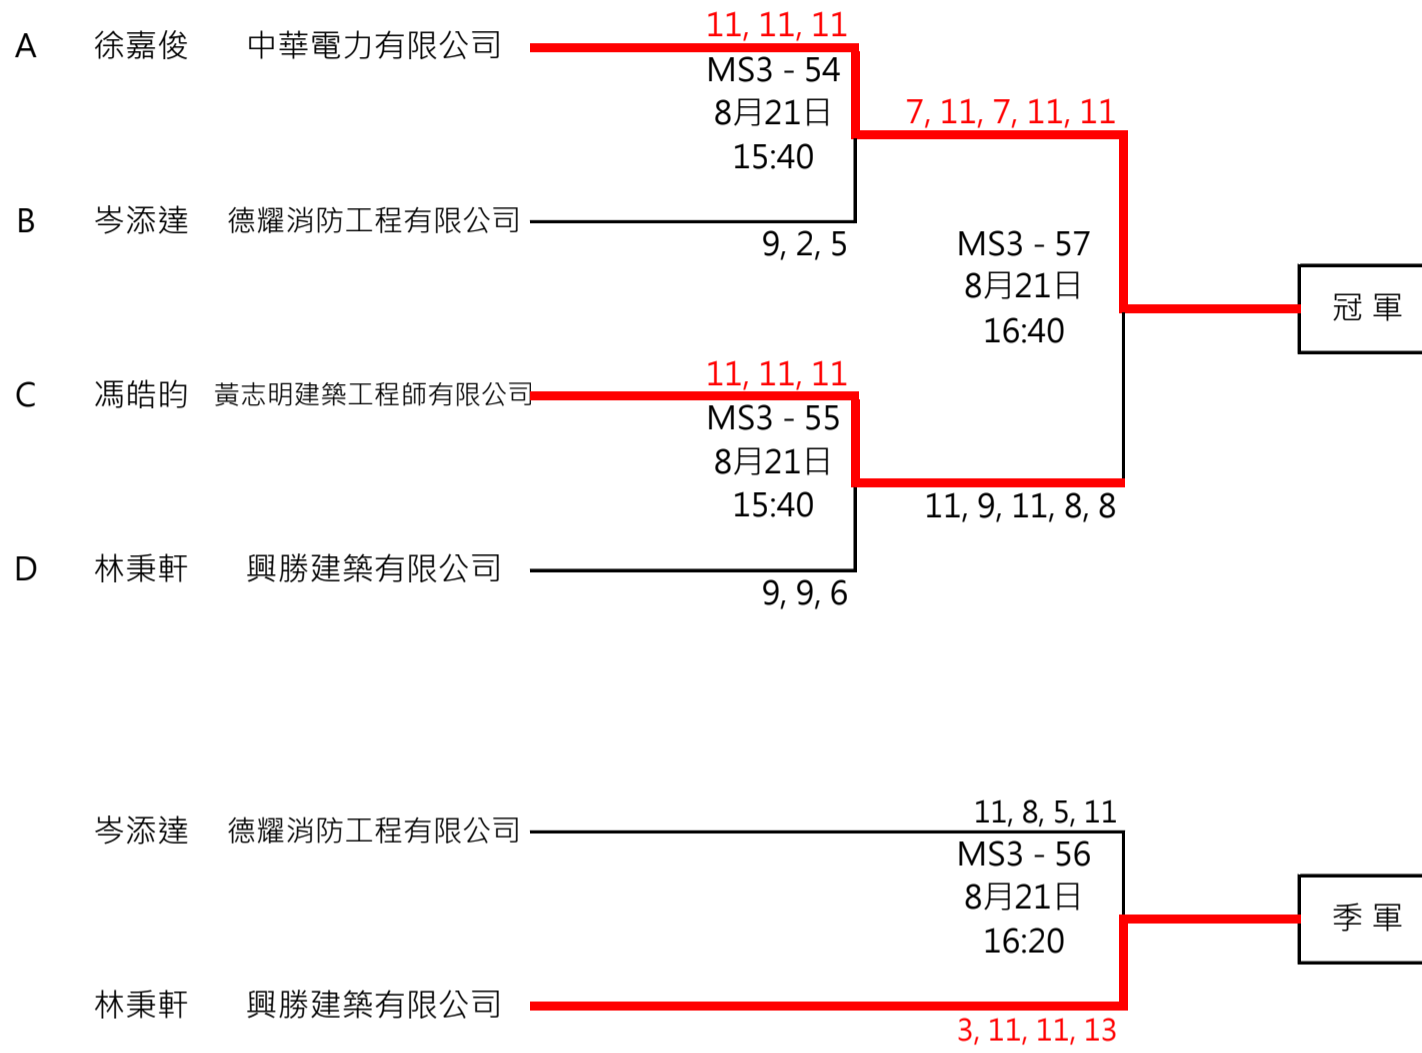 11, 11, 11
A 徐嘉俊 中華電力有限公司
MS3 - 54
8月21日
7, 11, 7, 11, 11
15:40
B 岑添達 德耀消防工程有限公司
9, 2, 5
MS3 - 57
8月21日
冠 軍
16:40
11, 11, 11
C 馮皓昀 黃志明建築工程師有限公司
MS3 - 55
8月21日
15:40
11, 9, 11, 8, 8
D 林秉軒 興勝建築有限公司
9, 9, 6
11, 8, 5, 11
岑添達 德耀消防工程有限公司
MS3 - 56
8月21日
季 軍
16:20
林秉軒 興勝建築有限公司
3, 11, 11, 13